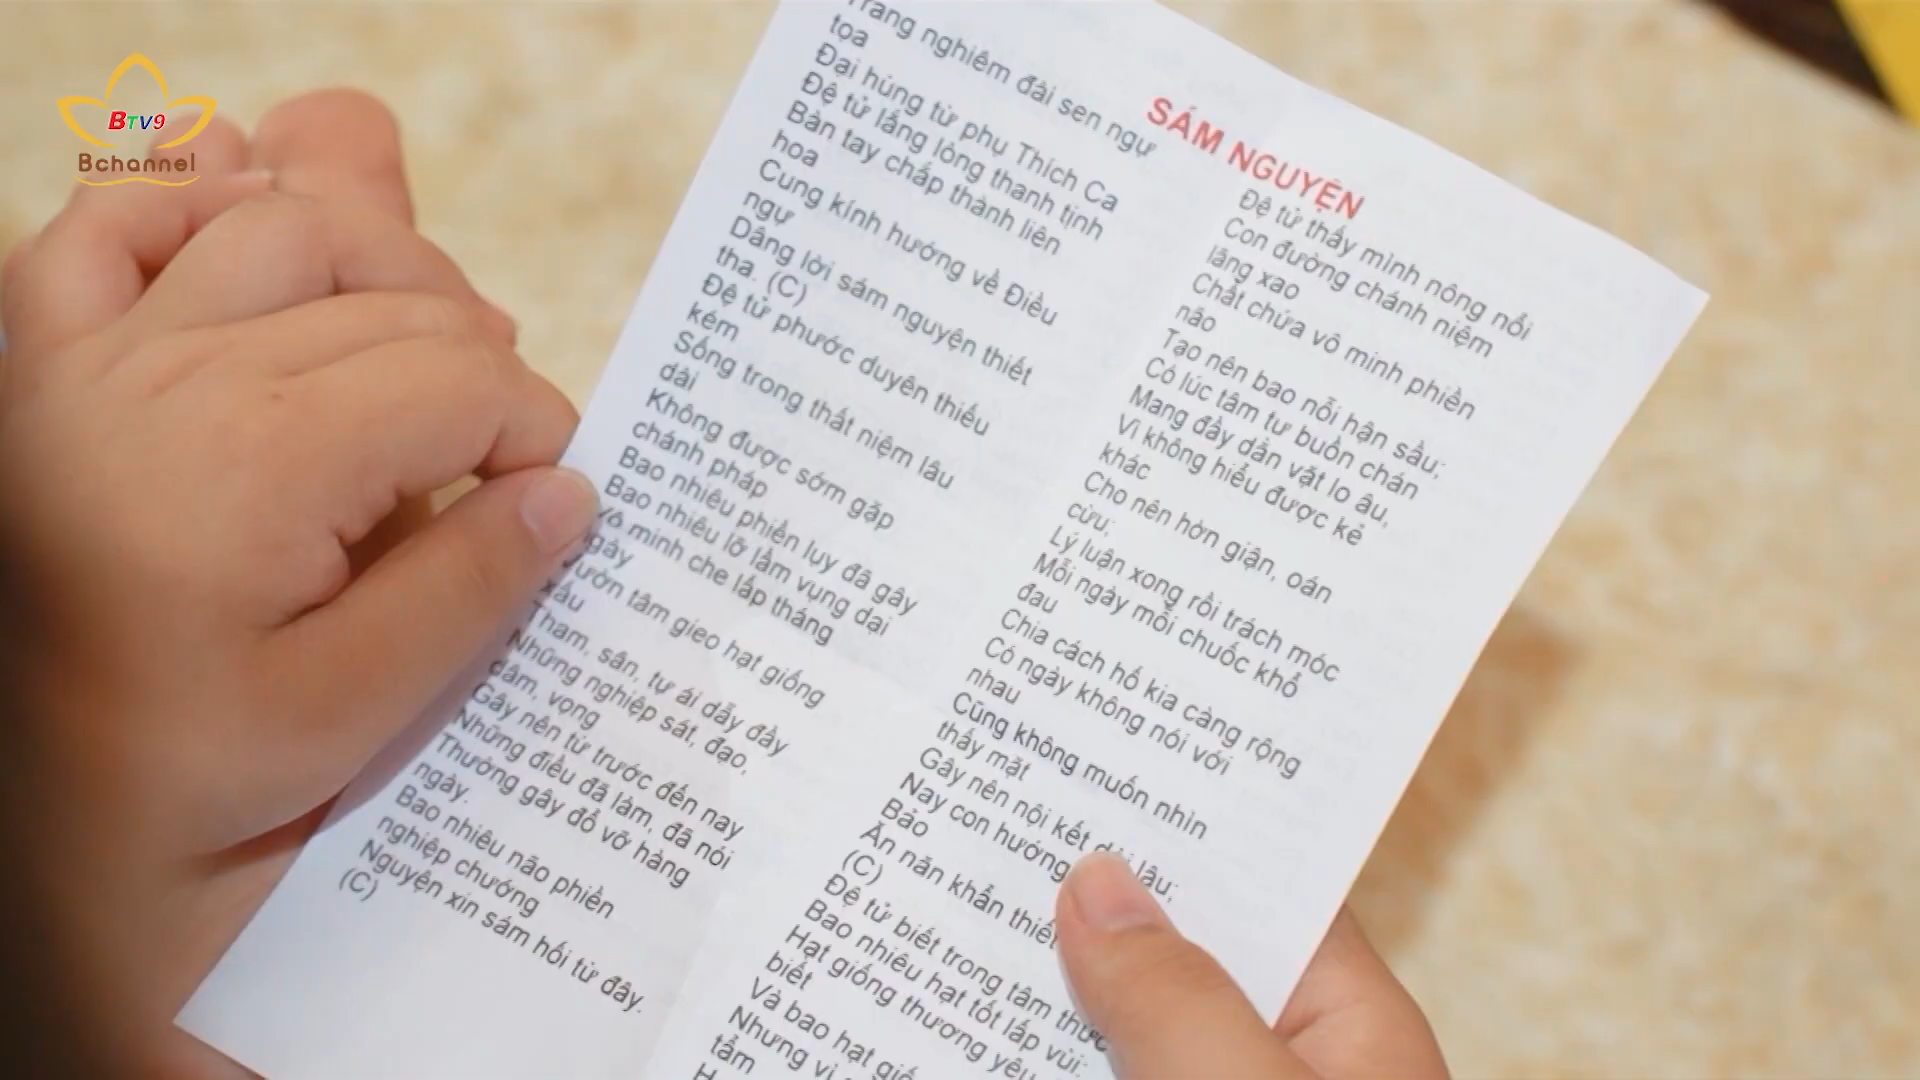 BTV9
Bchannel
SÁM NGUYỆN
Trang nghiêm đài sen ngự
tọa
Đại hùng từ phụ Thích Ca
Đệ tử lắng lòng thanh tịnh
Bàn tay chắp thành liên
hoa
Cung kính hướng về Điều
ngự
Dâng lời sám nguyện thiết
tha. (C)
Đệ tử phước duyên thiếu
kém
Sống trong thất niệm lâu
dài
Không được sớm gặp
chánh pháp
Bao nhiêu phiền lụy đã gây
Bao nhiêu lỡ lầm vụng dại
Vô minh che lấp tháng
ngày
Vườn tâm gieo hạt giống
xấu
Tham, sân, tự ái dẫy đầy
Những nghiệp sát, đạo,
dâm, vọng
Gây nên từ trước đến nay
Những điều đã làm, đã nói
Thường gây đổ vỡ hàng
ngày.
Bao nhiêu não phiền
nghiệp chướng
Nguyện xin sám hối từ đây.
(C)
Đệ tử thấy mình nông nổi
Con đường chánh niệm
lãng xao
Chất chứa vô minh phiền
não
Tạo nên bao nỗi hận sầu;
Có lúc tâm tư buồn chán
Mang đầy dằn vặt lo âu,
Vì không hiểu được kẻ
khác
Cho nên hờn giận, oán
cừu;
Lý luận xong rồi trách móc
Mỗi ngày mỗi chuốc khổ
đau
Chia cách hố kia càng rộng
Có ngày không nói với
nhau
Cũng không muốn nhìn
thấy mặt
Gây nên nội kết dài lâu;
Nay con hướng
Bảo
Ăn năn khẩn thiết
(C)
Đệ tử biết trong tâm thức
Bao nhiêu hạt tốt lấp vùi:
Hạt giống thương yêu
biết
Và bao hạt
Nhưng vì
tẩm